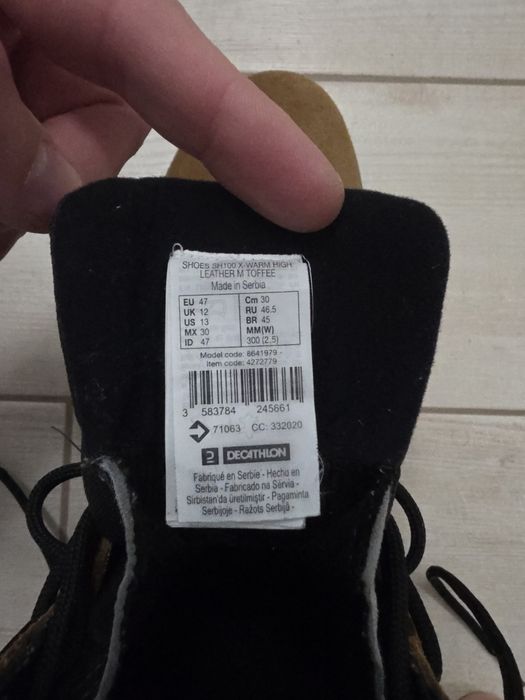 SHOES SH100 X-WARM HIGH
LEATHER M TOFFEE
Made in Serbia
EU 47 Cm 30
UK 12 RU 46.5
US 13 BR 45
MX 30 MM(W)
ID 47 300 (2,5)
Model code: 8641979 -
Item code: 4272779
3 583784 245661
71063 CC: 332020
DECATHLON
Fabriqué en Serbie - Hecho en
Serbia - Fabricado na Sérvia -
Sırbistan'da üretilmiştir - Pagaminta
Serbijoje - Ražots Serbijā -